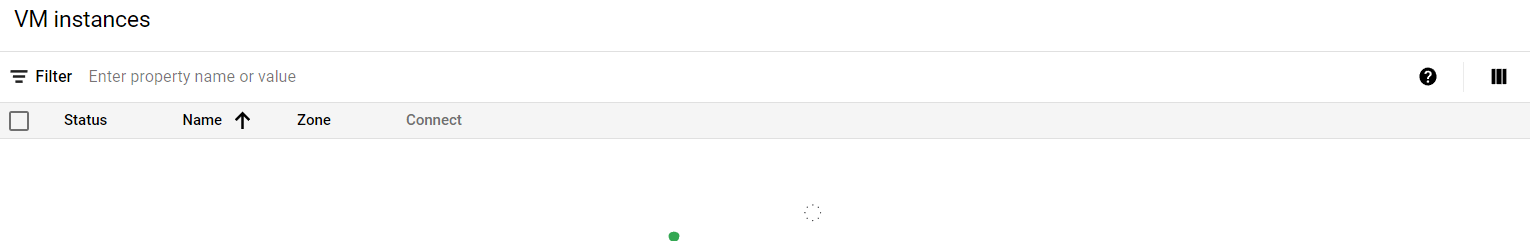 VM instances
Filter Enter property name or value
Status Name Zone Connect